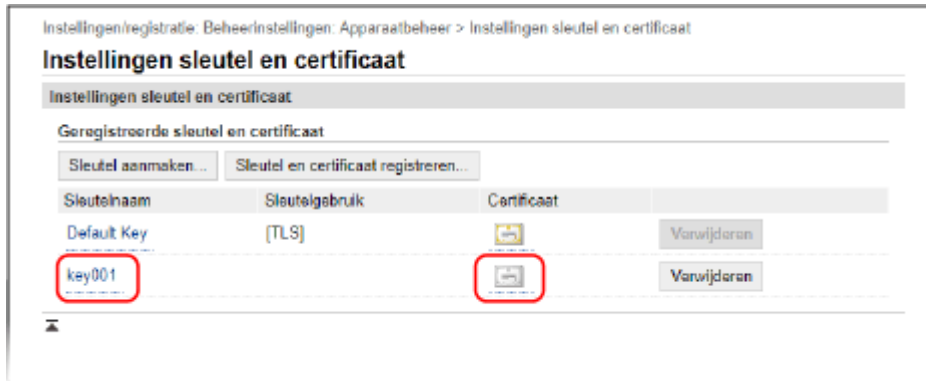 Instellingen/registratie: Beheerinstellingen: Apparaatbeheer > Instellingen sleutel en certificaat
Instellingen sleutel en certificaat
Instellingen sleutel en certificaat
Geregistreerde sleutel en certificaat
Sleutel aanmaken... Sleutel en certificaat registreren...
Sleutelnaam Sleutelgebruik Certificaat
Default Key [TLS] Verwijderen
key001 Verwijderen